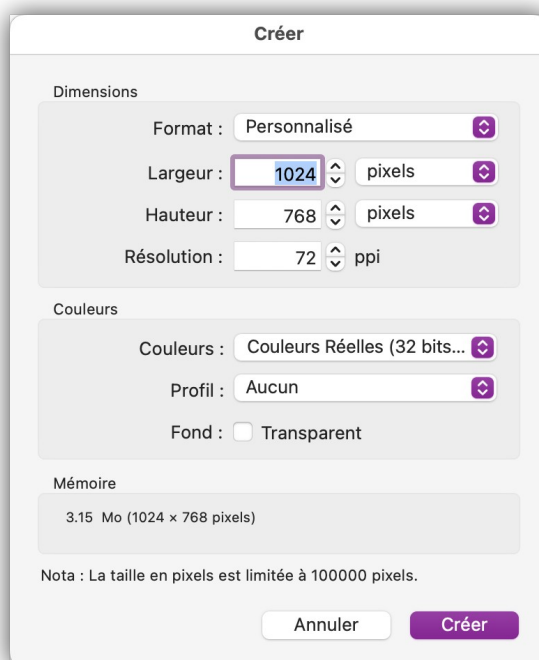 Créer
Dimensions
Format : Personnalisé
Largeur : 1024 pixels
Hauteur : 768 pixels
Résolution : 72 ppi
Couleurs
Couleurs : Couleurs Réelles (32 bits...
Profil : Aucun
Fond : Transparent
Mémoire
3.15 Mo (1024 × 768 pixels)
Nota : La taille en pixels est limitée à 100000 pixels.
Annuler Créer